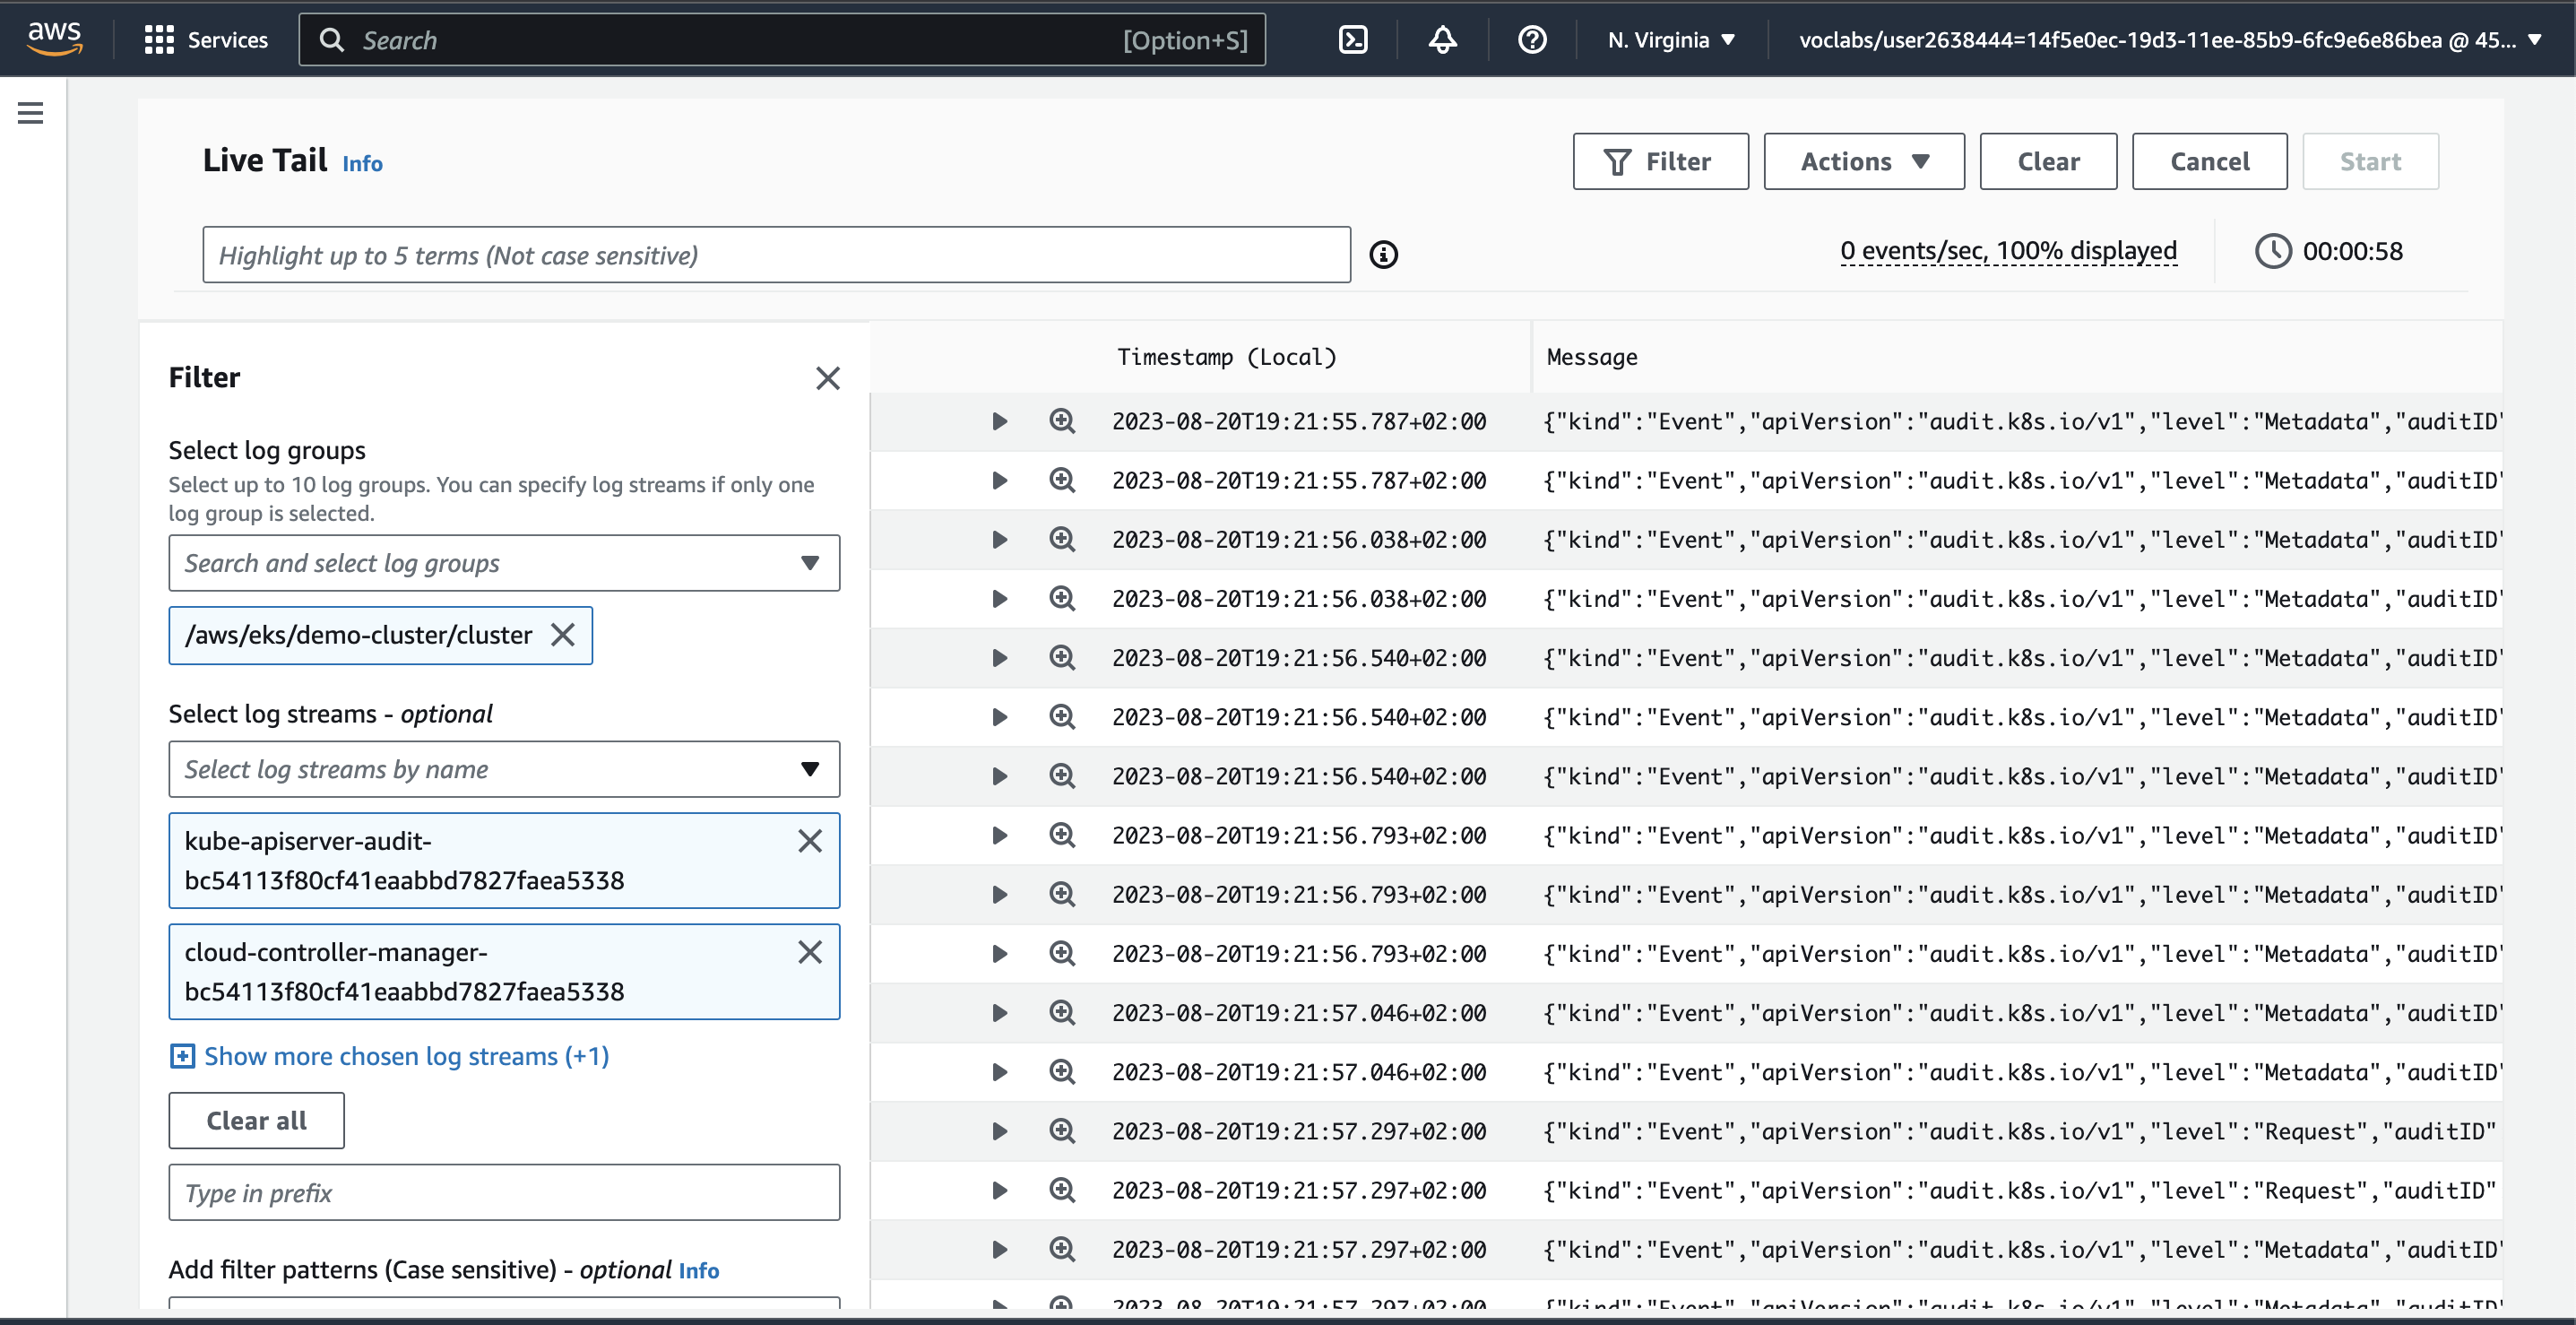 aws
Services
Search
[Option+S]
N. Virginia
voclabs/user2638444=14f5e0ec-19d3-11ee-85b9-6fc9e6e86bea @ 45...
Live Tail Info
Filter
Actions
Clear
Cancel
Start
Highlight up to 5 terms (Not case sensitive)
0 events/sec, 100% displayed
00:00:58
Filter
Select log groups
Select up to 10 log groups. You can specify log streams if only one
log group is selected.
Search and select log groups
/aws/eks/demo-cluster/cluster
Select log streams - optional
Select log streams by name
kube-apiserver-audit-
bc54113f80cf41eaabbd7827faea5338
cloud-controller-manager-
bc54113f80cf41eaabbd7827faea5338
Show more chosen log streams (+1)
Clear all
Type in prefix
Add filter patterns (Case sensitive) - optional Info
Timestamp (Local) Message
2023-08-20T19:21:55.787+02:00 {"kind":"Event","apiVersion":"audit.k8s.io/v1","level":"Metadata","auditID"
2023-08-20T19:21:55.787+02:00 {"kind":"Event","apiVersion":"audit.k8s.io/v1","level":"Metadata","auditID"
2023-08-20T19:21:56.038+02:00 {"kind":"Event","apiVersion":"audit.k8s.io/v1","level":"Metadata","auditID"
2023-08-20T19:21:56.038+02:00 {"kind":"Event","apiVersion":"audit.k8s.io/v1","level":"Metadata","auditID"
2023-08-20T19:21:56.540+02:00 {"kind":"Event","apiVersion":"audit.k8s.io/v1","level":"Metadata","auditID"
2023-08-20T19:21:56.540+02:00 {"kind":"Event","apiVersion":"audit.k8s.io/v1","level":"Metadata","auditID"
2023-08-20T19:21:56.540+02:00 {"kind":"Event","apiVersion":"audit.k8s.io/v1","level":"Metadata","auditID"
2023-08-20T19:21:56.793+02:00 {"kind":"Event","apiVersion":"audit.k8s.io/v1","level":"Metadata","auditID"
2023-08-20T19:21:56.793+02:00 {"kind":"Event","apiVersion":"audit.k8s.io/v1","level":"Metadata","auditID"
2023-08-20T19:21:56.793+02:00 {"kind":"Event","apiVersion":"audit.k8s.io/v1","level":"Metadata","auditID"
2023-08-20T19:21:57.046+02:00 {"kind":"Event","apiVersion":"audit.k8s.io/v1","level":"Metadata","auditID"
2023-08-20T19:21:57.046+02:00 {"kind":"Event","apiVersion":"audit.k8s.io/v1","level":"Metadata","auditID"
2023-08-20T19:21:57.297+02:00 {"kind":"Event","apiVersion":"audit.k8s.io/v1","level":"Request","auditID"
2023-08-20T19:21:57.297+02:00 {"kind":"Event","apiVersion":"audit.k8s.io/v1","level":"Request","auditID"
2023-08-20T19:21:57.297+02:00 {"kind":"Event","apiVersion":"audit.k8s.io/v1","level":"Metadata","auditID"
2023-08-20T19:21:57.297+02:00 {"kind":"Event","apiVersion":"audit.k8s.io/v1","level":"Metadata","auditID"